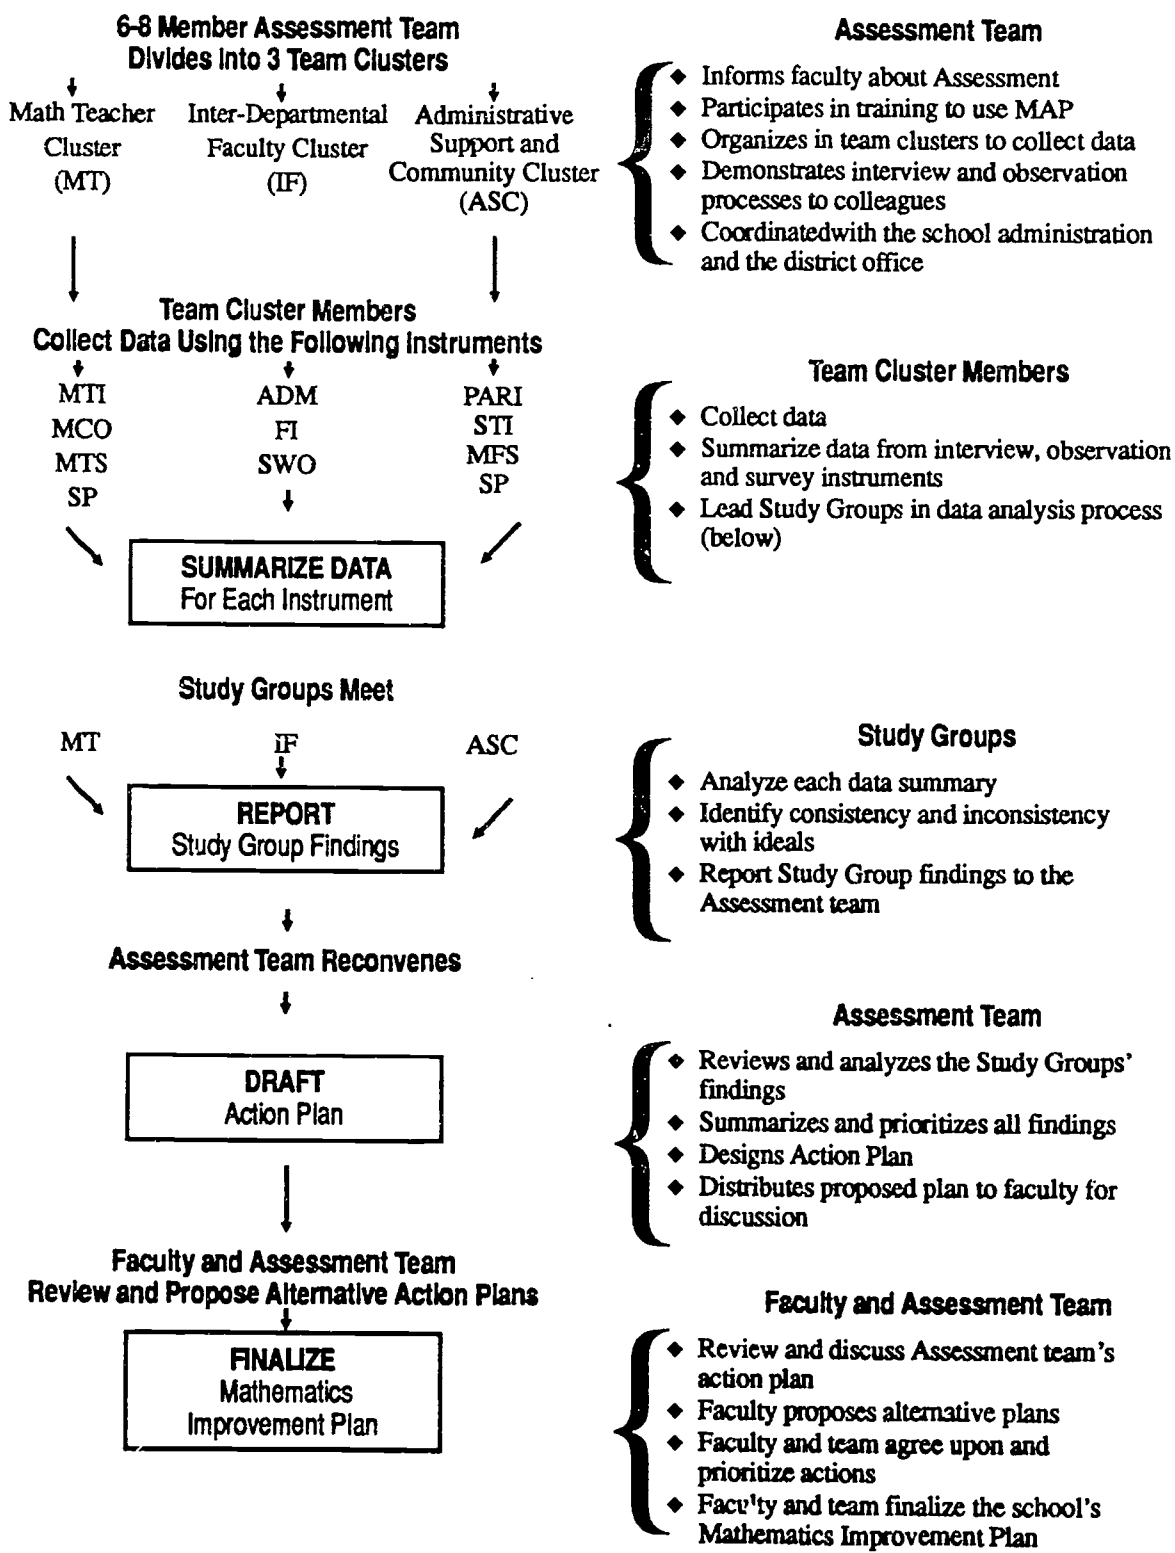 6-8 Member Assessment Team
Divides into 3 Team Clusters
Math Teacher
Cluster
(MT)
Inter-Departmental
Faculty Cluster
(IF)
Administrative
Support and
Community Cluster
(ASC)
Assessment Team
◆ Informs faculty about Assessment
◆ Participates in training to use MAP
◆ Organizes in team clusters to collect data
◆ Demonstrates interview and observation
processes to colleagues
◆ Coordinatedwith the school administration
and the district office
Team Cluster Members
Collect Data Using the Following Instruments
MTI
MCO
MTS
SP
ADM
FI
SWO
PARI
STI
MFS
SP
SUMMARIZE DATA
For Each Instrument
Team Cluster Members
◆ Collect data
◆ Summarize data from interview, observation
and survey instruments
◆ Lead Study Groups in data analysis process
(below)
Study Groups Meet
MT
IF
ASC
REPORT
Study Group Findings
Study Groups
◆ Analyze each data summary
◆ Identify consistency and inconsistency
with ideals
◆ Report Study Group findings to the
Assessment team
Assessment Team Reconvenes
DRAFT
Action Plan
Assessment Team
◆ Reviews and analyzes the Study Groups'
findings
◆ Summarizes and prioritizes all findings
◆ Designs Action Plan
◆ Distributes proposed plan to faculty for
discussion
Faculty and Assessment Team
Review and Propose Alternative Action Plans
FINALIZE
Mathematics
Improvement Plan
Faculty and Assessment Team
◆ Review and discuss Assessment team's
action plan
◆ Faculty proposes alternative plans
◆ Faculty and team agree upon and
prioritize actions
◆ Faculty and team finalize the school's
Mathematics Improvement Plan